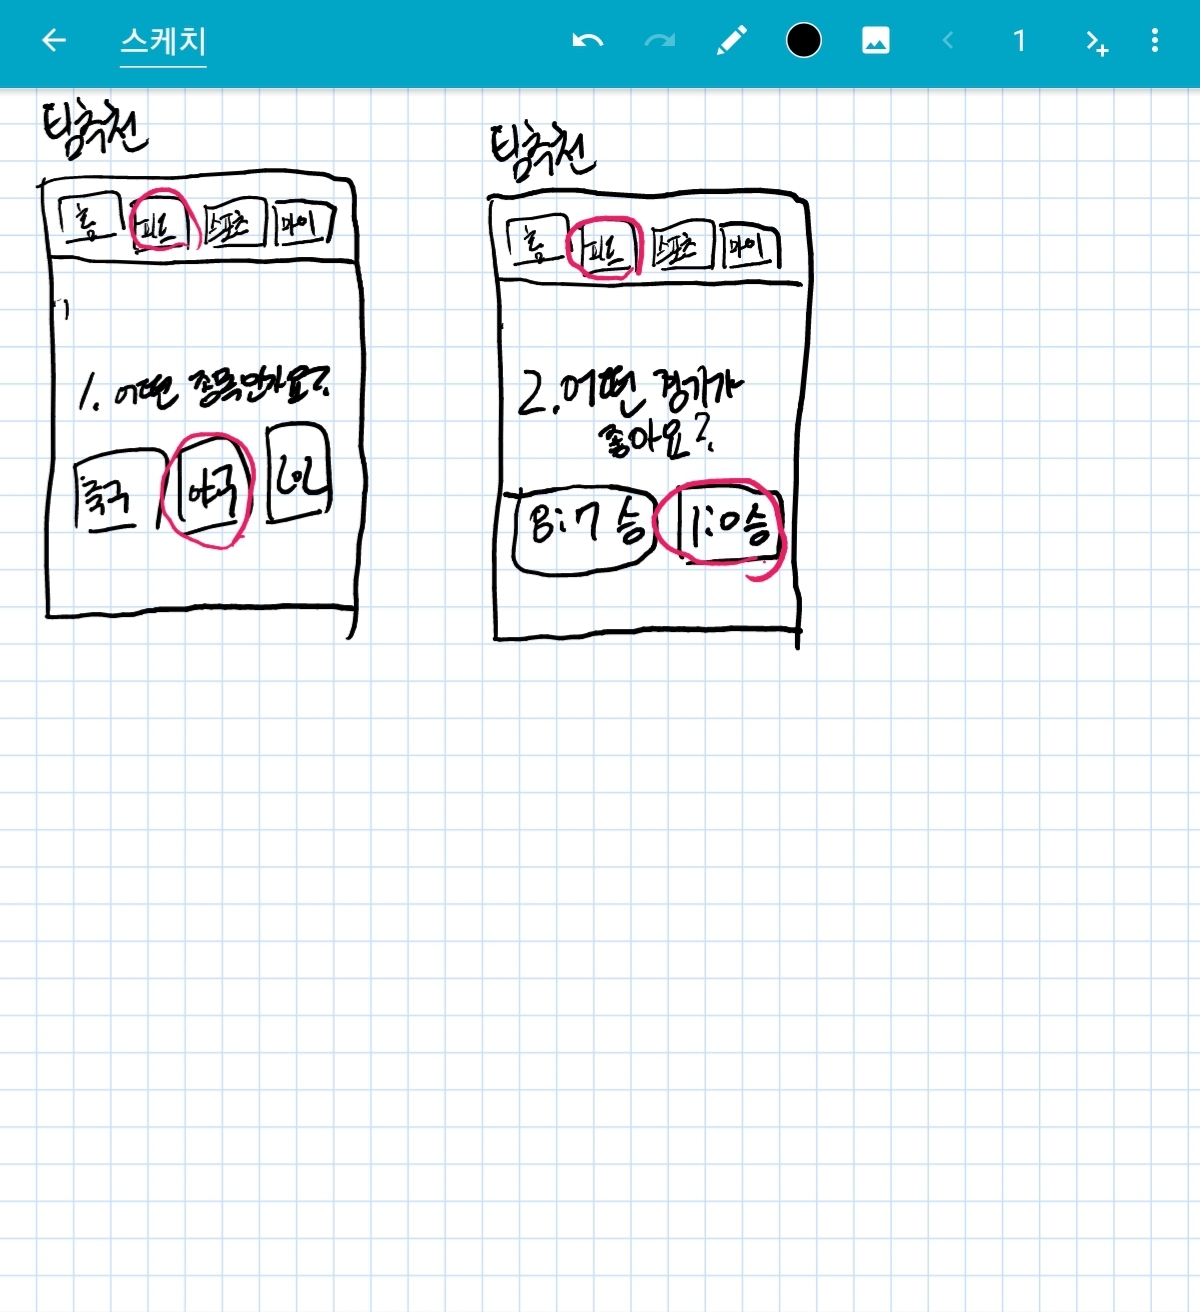 스케치
1
팀추천
홈 피드 스포츠 마이
1. 어떤 종목인가요?
축구 야구 LOL
팀추천
홈 피드 스포츠 마이
2. 어떤 경기가
좋아요?
8:7 승 1:0승